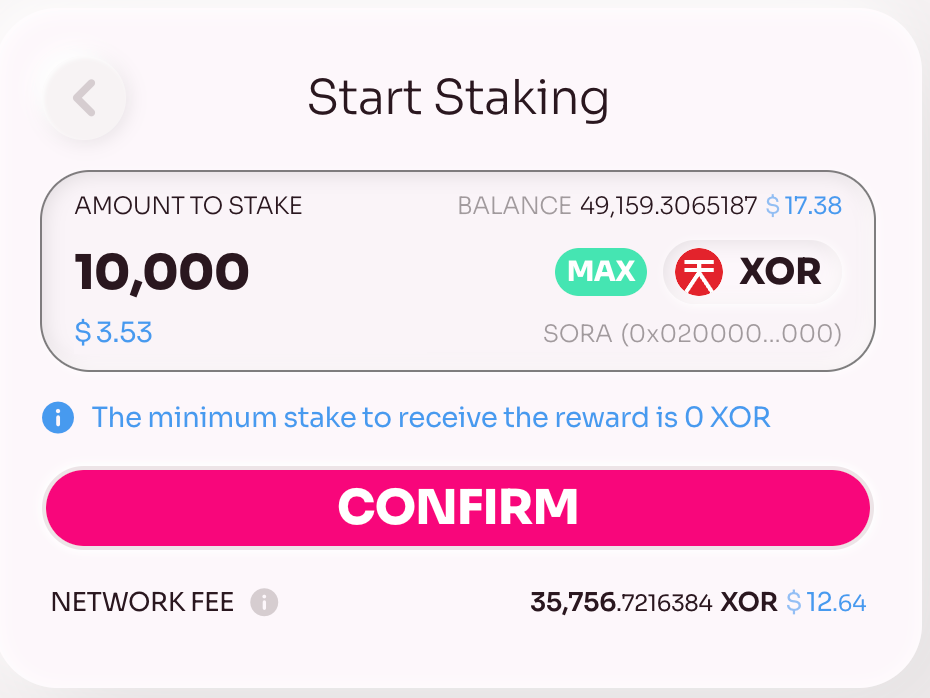 Start Staking
AMOUNT TO STAKE BALANCE 49,159.3065187 $ 17.38
10,000 MAX XOR
$ 3.53 SORA (0x020000...000)
The minimum stake to receive the reward is 0 XOR
CONFIRM
NETWORK FEE 35,756.7216384 XOR $ 12.64